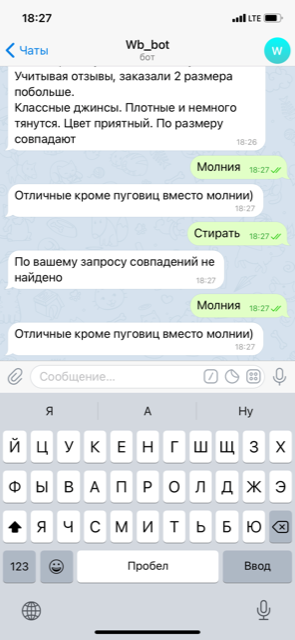 18:27
LTE
Чаты
Wb_bot
бот
W
Учитывая отзывы, заказали 2 размера
побольше.
Классные джинсы. Плотные и немного
тянутся. Цвет приятный. По размеру
совпадают
18:26
Молния 18:27
Отличные кроме пуговиц вместо молнии)
18:27
Стирать 18:27
По вашему запросу совпадений не
найдено 18:27
Молния 18:27
Отличные кроме пуговиц вместо молнии)
18:27
Сообщение...
Я А Ну
Й Ц У К Е Н Г Ш Щ З Х
Ф Ы В А П Р О Л Д Ж Э
Я Ч С М И Т Ь Б Ю
123 Пробел Ввод